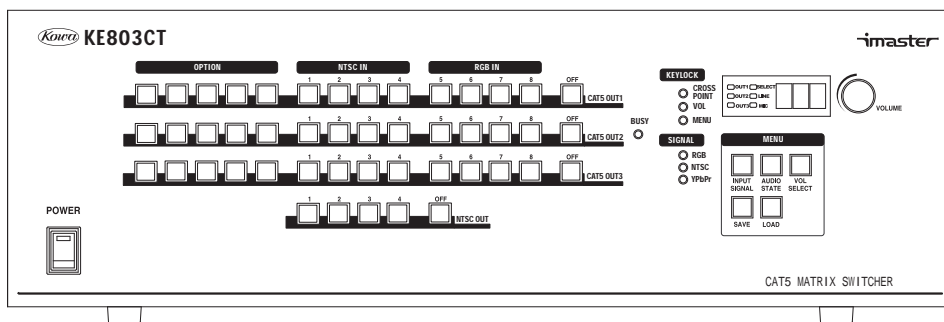 Kowa KE803CT
imaster
OPTION NTSC IN RGB IN
1 2 3 4 5 6 7 8 OFF
CAT5 OUT1
1 2 3 4 5 6 7 8 OFF
CAT5 OUT2
1 2 3 4 5 6 7 8 OFF
CAT5 OUT3
1 2 3 4 OFF
NTSC OUT
BUSY
KEYLOCK
CROSS
POINT
VOL
MENU
SIGNAL
RGB
NTSC
YPbPr
OUT1 SELECT
OUT2 LINE
OUT3 MIC
VOLUME
MENU
INPUT
SIGNAL
AUDIO
STATE
VOL
SELECT
SAVE LOAD
POWER
CAT5 MATRIX SWITCHER